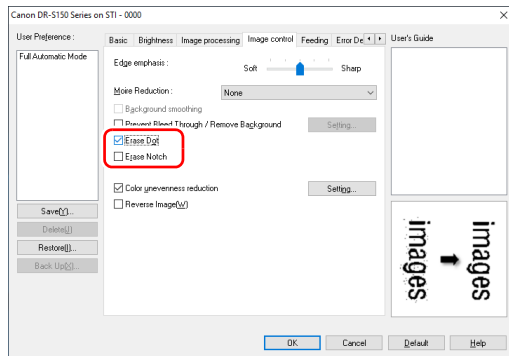 Canon DR-S150 Series on STI - 0000
User Preference :
Full Automatic Mode
Save(Y)...
Delete(J)
Restore(I)...
Back Up(M)...
Basic Brightness Image processing Image control Feeding Error De
Edge emphasis :
Soft Sharp
Moire Reduction : None
Background smoothing
Prevent Bleed Through / Remove Background Setting...
Erase Dot
Erase Notch
Color unevenness reduction Setting...
Reverse Image(W)
User's Guide
images
images
OK Cancel Default Help